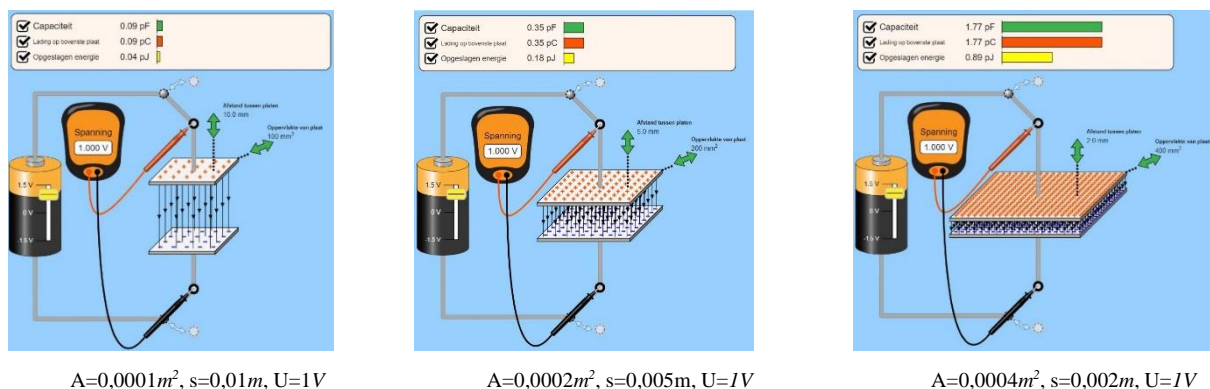 Capaciteit 0.09 pF
Lading op bovenste plaat 0.09 pC
Opgeslagen energie 0.04 pJ
Afstand tussen platen
10.0 mm
Oppervlakte van plaat
100 mm²
Spanning
1.000 V
1.5 V
0 V
-1.5 V
A=0,0001m², s=0,01m, U=1V
Capaciteit 0.35 pF
Lading op bovenste plaat 0.35 pC
Opgeslagen energie 0.18 pJ
Afstand tussen platen
5.0 mm
Oppervlakte van plaat
200 mm²
Spanning
1.000 V
1.5 V
0 V
-1.5 V
A=0,0002m², s=0,005m, U=1V
Capaciteit 1.77 pF
Lading op bovenste plaat 1.77 pC
Opgeslagen energie 0.89 pJ
Afstand tussen platen
2.0 mm
Oppervlakte van plaat
400 mm²
Spanning
1.000 V
1.5 V
0 V
-1.5 V
A=0,0004m², s=0,002m, U=1V